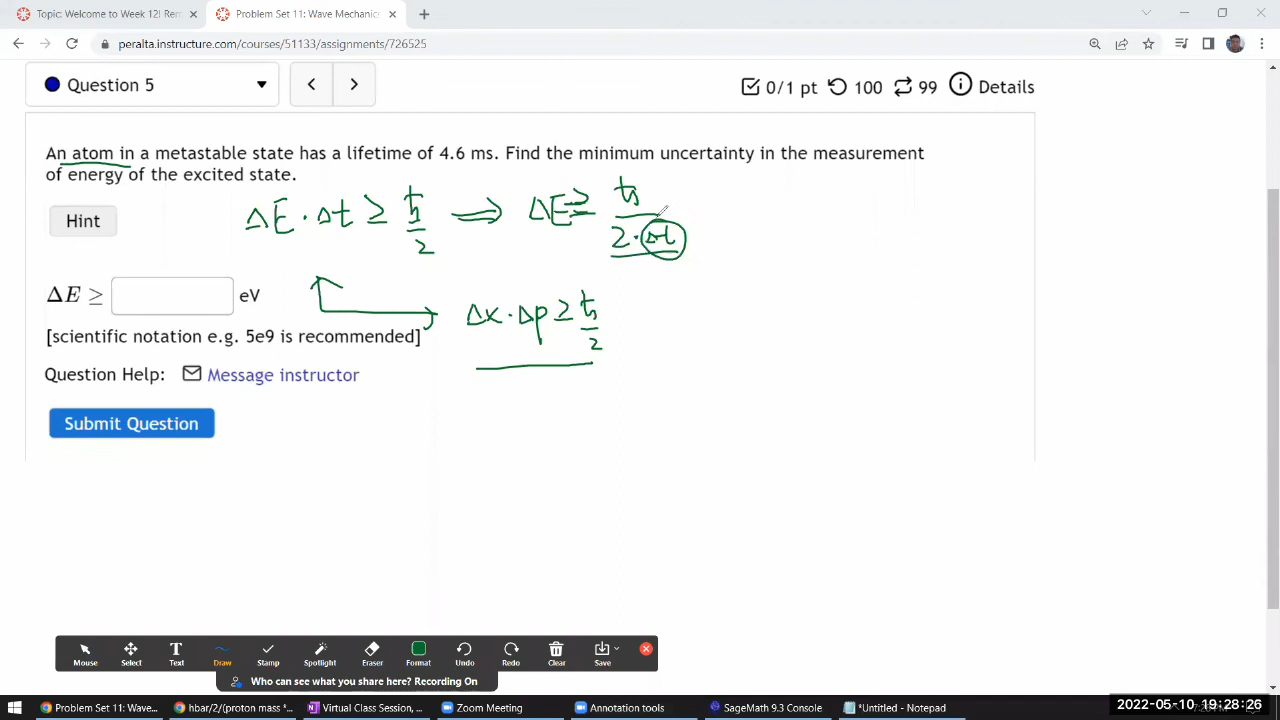 Topic: Welcome to Week 12! Rem
Problem Set 11: Wave Mechanics
peralta.instructure.com/courses/51133/assignments/726525
Question 5
0/1 pt 100 99 Details
An atom in a metastable state has a lifetime of 4.6 ms. Find the minimum uncertainty in the measurement
of energy of the excited state.
Hint
ΔE · Δt ≥ ħ/2 ⟹ ΔE ≥ ħ/(2·Δt)
ΔE ≥ eV
Δx · Δp ≥ ħ/2
[scientific notation e.g. 5e9 is recommended]
Question Help: Message instructor
Submit Question
Mouse Select Text Draw Stamp Spotlight Eraser Format Undo Redo Clear Save
Who can see what you share here? Recording On
Problem Set 11: Wave... hbar/2/(proton mass *... Virtual Class Session, ... Zoom Meeting Annotation tools SageMath 9.3 Console *Untitled - Notepad
2022-05-10 19:28:26